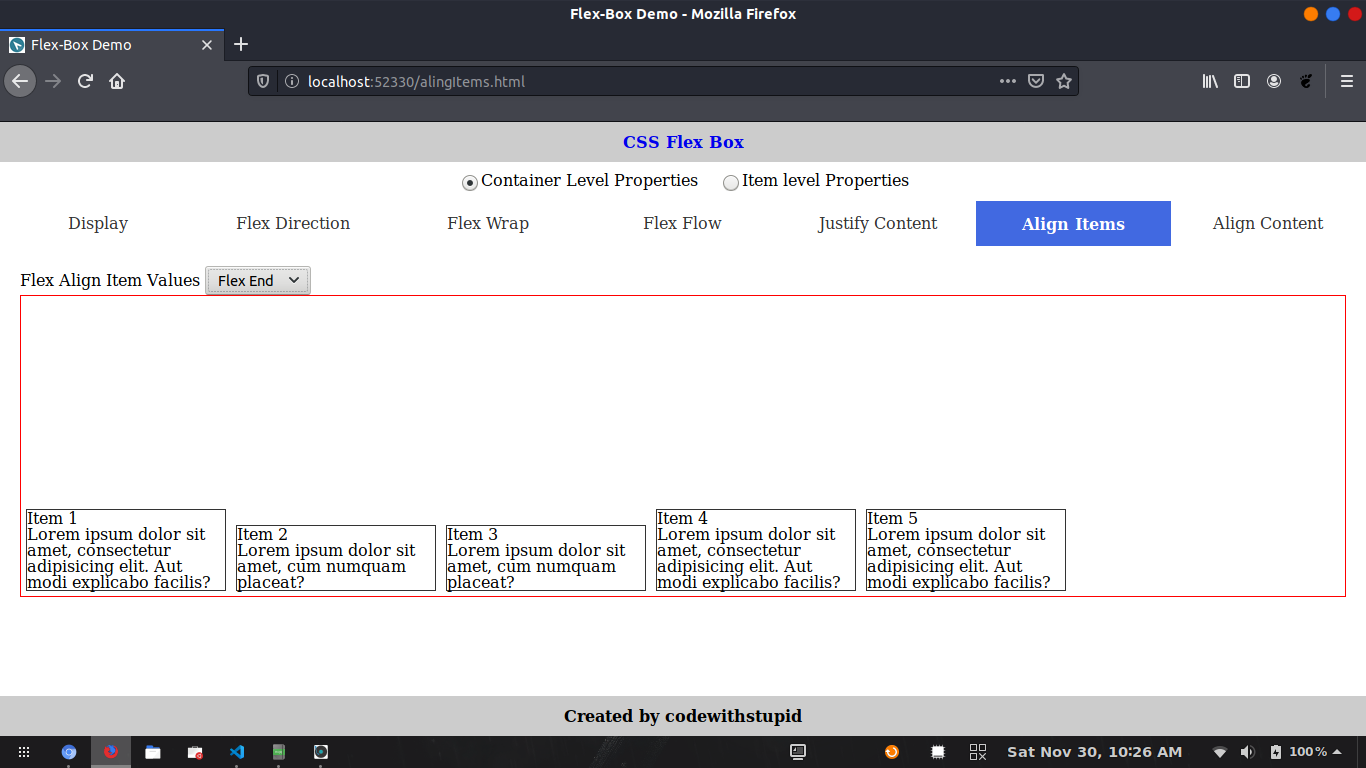 Flex-Box Demo - Mozilla Firefox
Flex-Box Demo
localhost:52330/alingItems.html
CSS Flex Box
Container Level Properties Item level Properties
Display Flex Direction Flex Wrap Flex Flow Justify Content Align Items Align Content
Flex Align Item Values Flex End
Item 1
Lorem ipsum dolor sit
amet, consectetur
adipisicing elit. Aut
modi explicabo facilis?
Item 2
Lorem ipsum dolor sit
amet, cum numquam
placeat?
Item 3
Lorem ipsum dolor sit
amet, cum numquam
placeat?
Item 4
Lorem ipsum dolor sit
amet, consectetur
adipisicing elit. Aut
modi explicabo facilis?
Item 5
Lorem ipsum dolor sit
amet, consectetur
adipisicing elit. Aut
modi explicabo facilis?
Created by codewithstupid
Sat Nov 30, 10:26 AM 100%